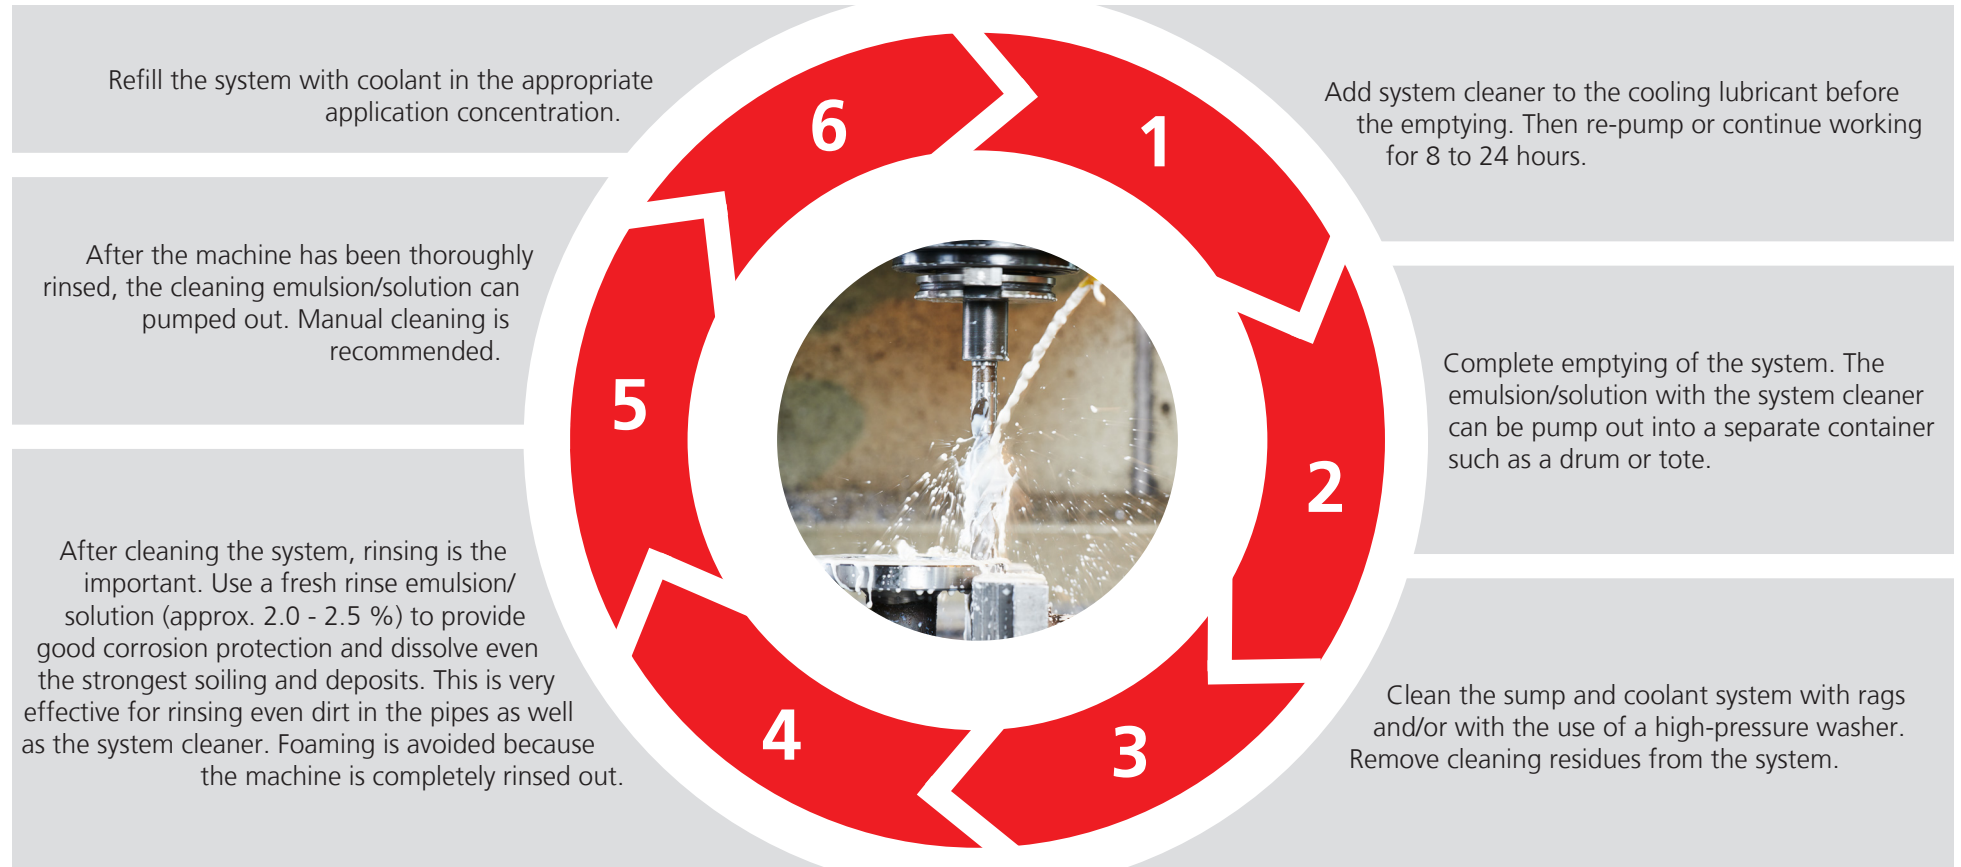 1
Add system cleaner to the cooling lubricant before
the emptying. Then re-pump or continue working
for 8 to 24 hours.
2
Complete emptying of the system. The
emulsion/solution with the system cleaner
can be pump out into a separate container
such as a drum or tote.
3
Clean the sump and coolant system with rags
and/or with the use of a high-pressure washer.
Remove cleaning residues from the system.
4
After cleaning the system, rinsing is the
important. Use a fresh rinse emulsion/
solution (approx. 2.0 - 2.5 %) to provide
good corrosion protection and dissolve even
the strongest soiling and deposits. This is very
effective for rinsing even dirt in the pipes as well
as the system cleaner. Foaming is avoided because
the machine is completely rinsed out.
5
After the machine has been thoroughly
rinsed, the cleaning emulsion/solution can
pumped out. Manual cleaning is
recommended.
6
Refill the system with coolant in the appropriate
application concentration.